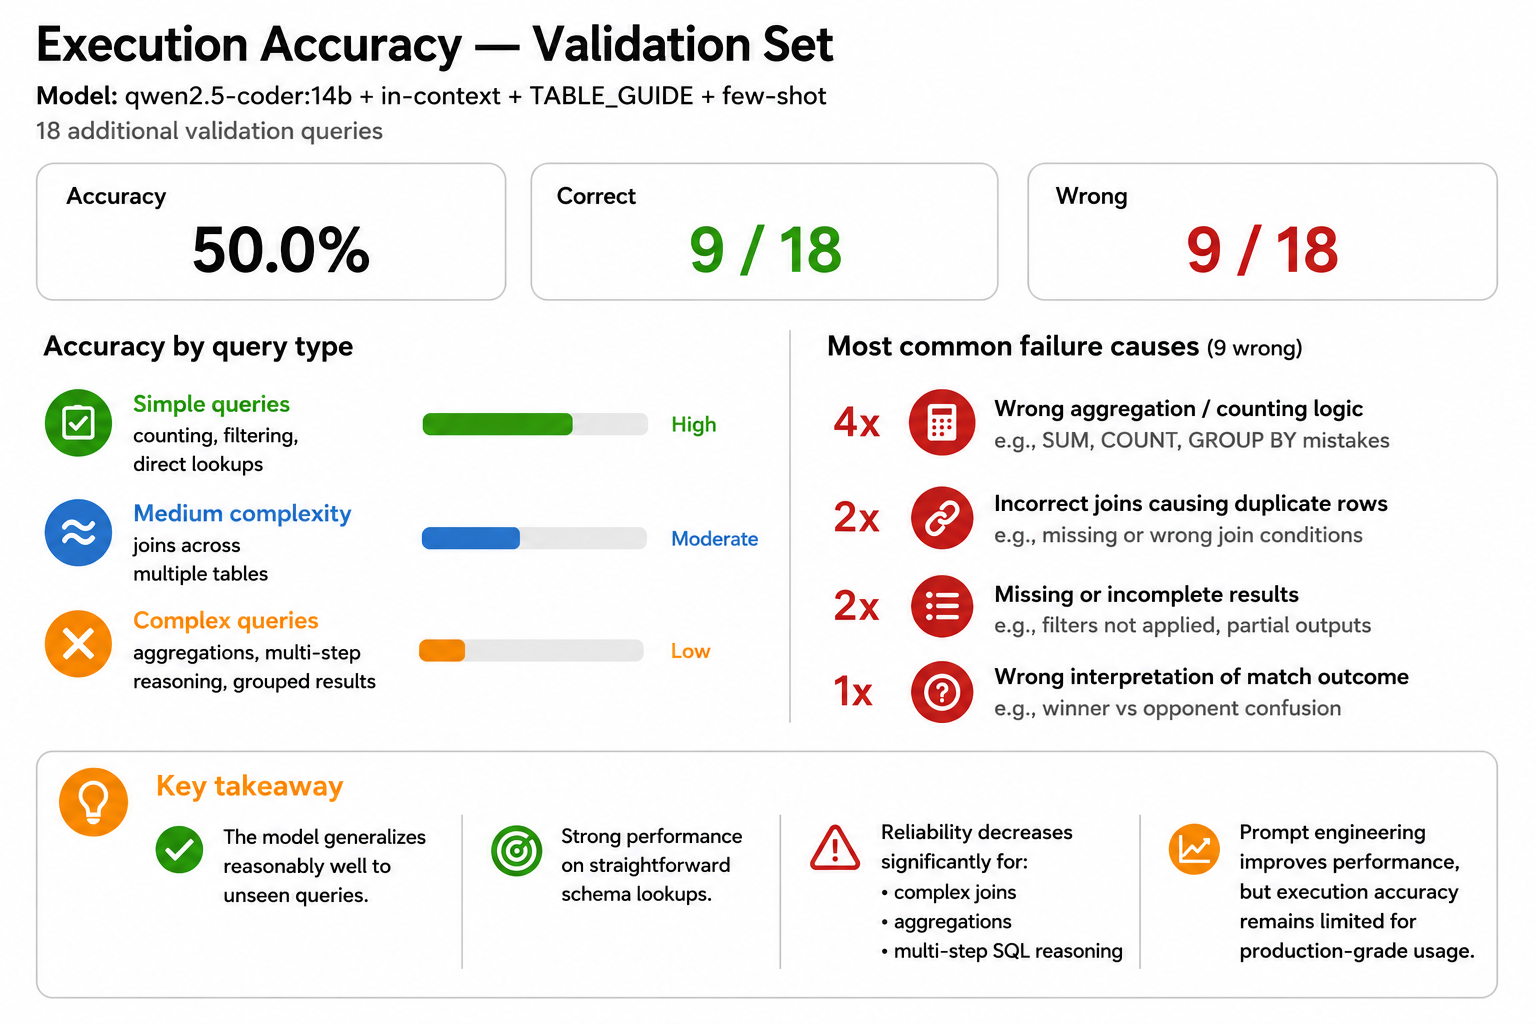 Execution Accuracy — Validation Set
Model: qwen2.5-coder:14b + in-context + TABLE_GUIDE + few-shot
18 additional validation queries
Accuracy
50.0%
Correct
9 / 18
Wrong
9 / 18
Accuracy by query type
Simple queries
counting, filtering,
direct lookups
High
Medium complexity
joins across
multiple tables
Moderate
Complex queries
aggregations, multi-step
reasoning, grouped results
Low
Most common failure causes (9 wrong)
4x
Wrong aggregation / counting logic
e.g., SUM, COUNT, GROUP BY mistakes
2x
Incorrect joins causing duplicate rows
e.g., missing or wrong join conditions
2x
Missing or incomplete results
e.g., filters not applied, partial outputs
1x
Wrong interpretation of match outcome
e.g., winner vs opponent confusion
Key takeaway
The model generalizes
reasonably well to
unseen queries.
Strong performance
on straightforward
schema lookups.
Reliability decreases
significantly for:
• complex joins
• aggregations
• multi-step SQL reasoning
Prompt engineering
improves performance,
but execution accuracy
remains limited for
production-grade usage.